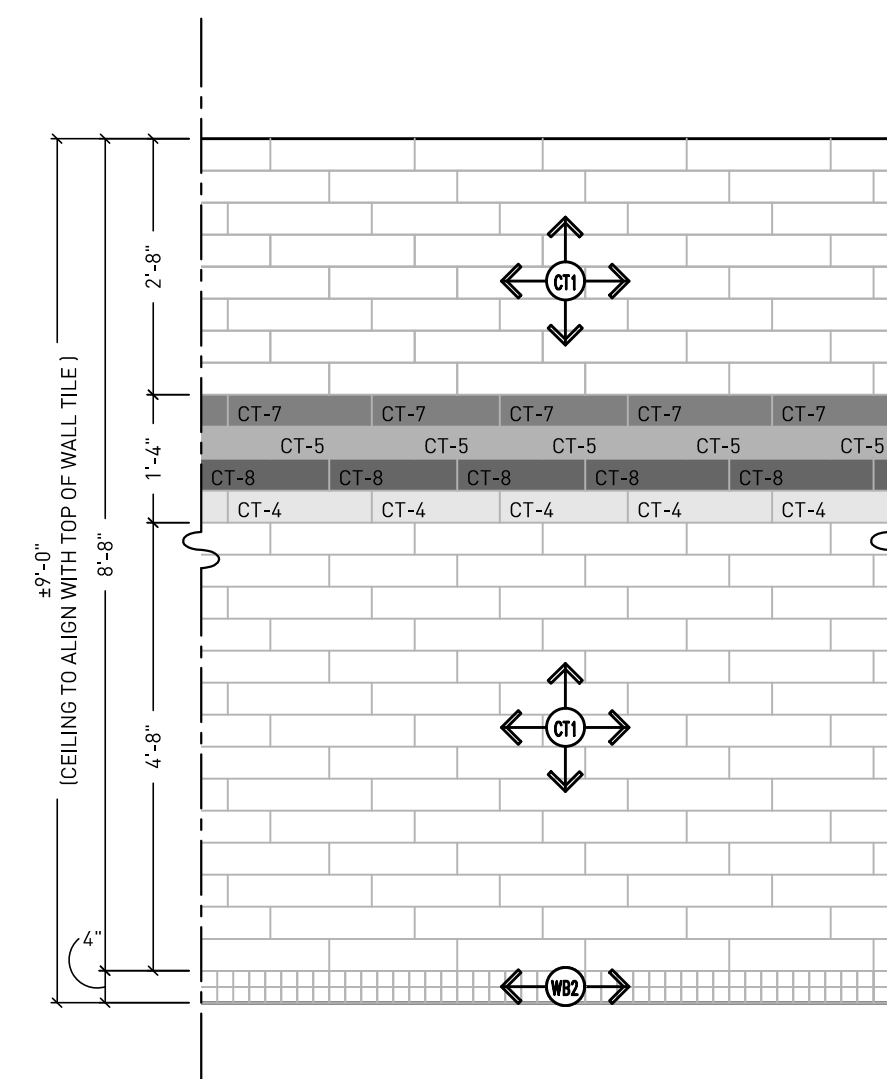 2'-8"
CT1
CT-7 CT-7 CT-7 CT-7 CT-7
CT-5 CT-5 CT-5 CT-5 CT-5
CT-8 CT-8 CT-8 CT-8 CT-8
CT-4 CT-4 CT-4 CT-4 CT-4
1'-4"
±9'-0"
(CEILING TO ALIGN WITH TOP OF WALL TILE )
8'-8"
4'-8"
CT1
4"
WB2